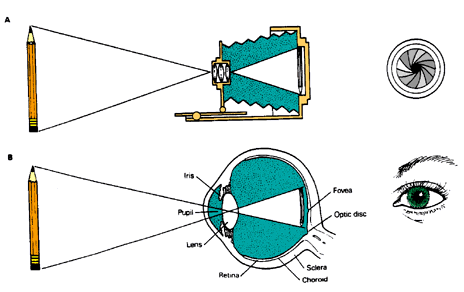 A
B
Iris
Pupil
Lens
Retina
Fovea
Optic disc
Sclera
Choroid